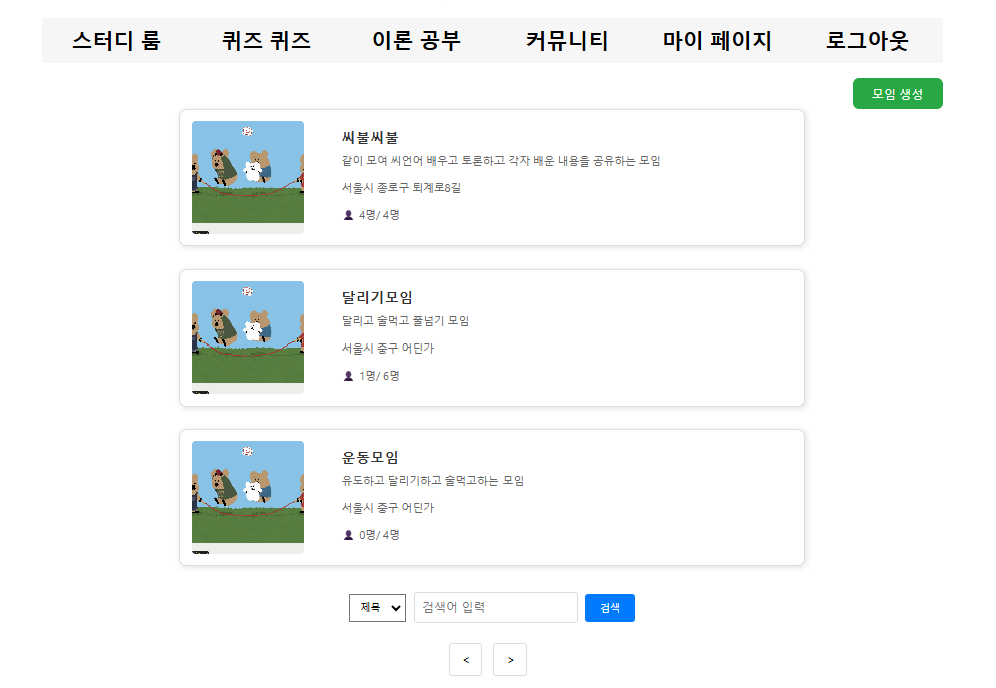 스터디 룸 퀴즈 퀴즈 이론 공부 커뮤니티 마이 페이지 로그아웃
모임 생성
씨불씨불
같이 모여 씨언어 배우고 토론하고 각자 배운 내용을 공유하는 모임
서울시 종로구 퇴계로8길
4명/ 4명
달리기모임
달리고 술먹고 줄넘기 모임
서울시 중구 어딘가
1명/ 6명
운동모임
유도하고 달리기하고 술먹고하는 모임
서울시 중구 어딘가
0명/ 4명
제목 검색어 입력 검색
< >